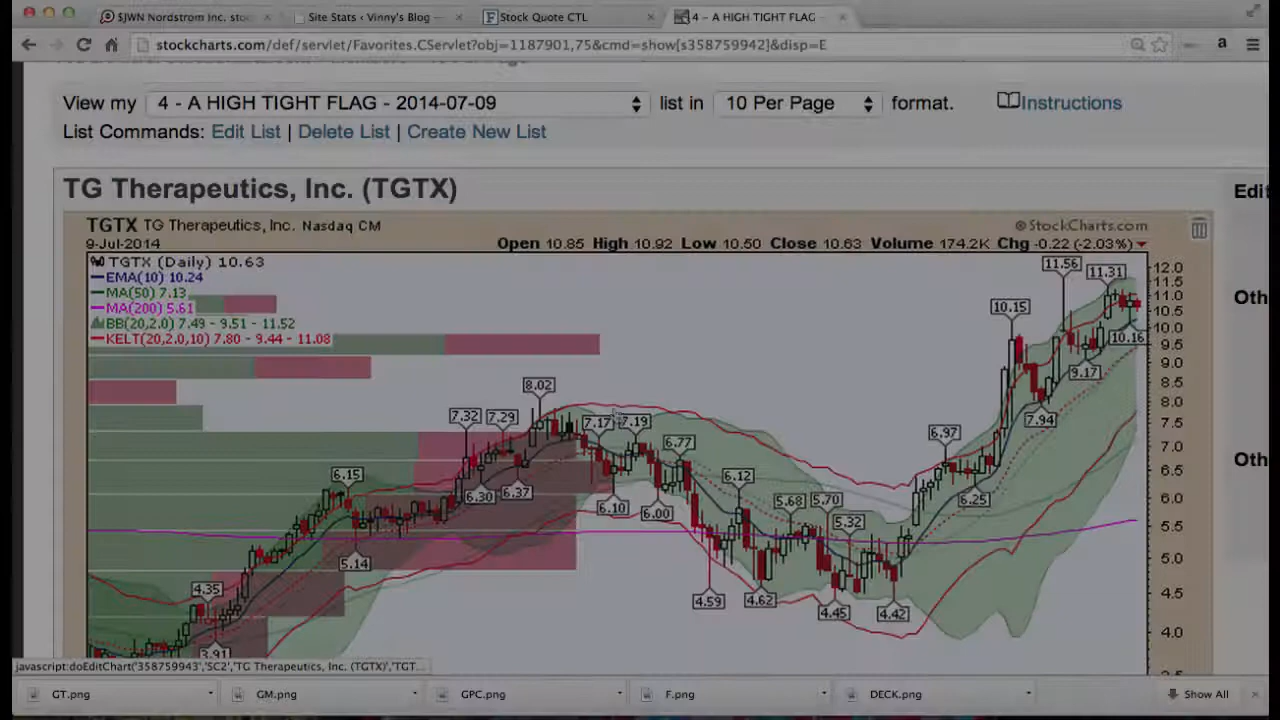 $JWN Nordstrom Inc. stoc
Site Stats ‹ Vinny's Blog —
Stock Quote CTL
4 – A HIGH TIGHT FLAG –
stockcharts.com/def/servlet/Favorites.CServlet?obj=1187901,75&cmd=show[s358759942]&disp=E
View my 4 - A HIGH TIGHT FLAG - 2014-07-09 list in 10 Per Page format. Instructions
List Commands: Edit List | Delete List | Create New List
TG Therapeutics, Inc. (TGTX)
Edit
TGTX TG Therapeutics, Inc. Nasdaq CM
© StockCharts.com
9-Jul-2014
Open 10.85 High 10.92 Low 10.50 Close 10.63 Volume 174.2K Chg -0.22 (-2.03%)
TGTX (Daily) 10.63
EMA(10) 10.24
MA(50) 7.13
MA(200) 5.61
BB(20,2.0) 7.49 - 9.51 - 11.52
KELT(20,2.0,10) 7.80 - 9.44 - 11.08
Oth
Oth
11.56
11.31
10.15
10.16
9.17
8.02
7.94
7.32
7.29
7.17
7.19
6.97
6.77
6.15
6.30
6.37
6.10
6.00
6.12
6.25
5.68
5.70
5.32
5.14
4.59
4.62
4.45
4.42
4.35
3.91
12.0
11.5
11.0
10.5
10.0
9.5
9.0
8.5
8.0
7.5
7.0
6.5
6.0
5.5
5.0
4.5
4.0
3.5
javascript:doEditChart('358759943','SC2','TG Therapeutics, Inc. (TGTX)','TGT...
GT.png
GM.png
GPC.png
F.png
DECK.png
Show All